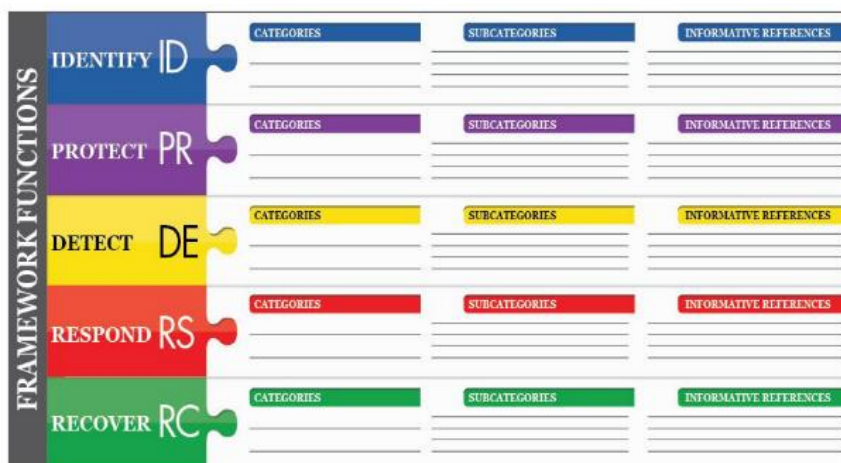 FRAMEWORK FUNCTIONS
IDENTIFY ID
CATEGORIES
SUBCATEGORIES
INFORMATIVE REFERENCES
PROTECT PR
CATEGORIES
SUBCATEGORIES
INFORMATIVE REFERENCES
DETECT DE
CATEGORIES
SUBCATEGORIES
INFORMATIVE REFERENCES
RESPOND RS
CATEGORIES
SUBCATEGORIES
INFORMATIVE REFERENCES
RECOVER RC
CATEGORIES
SUBCATEGORIES
INFORMATIVE REFERENCES